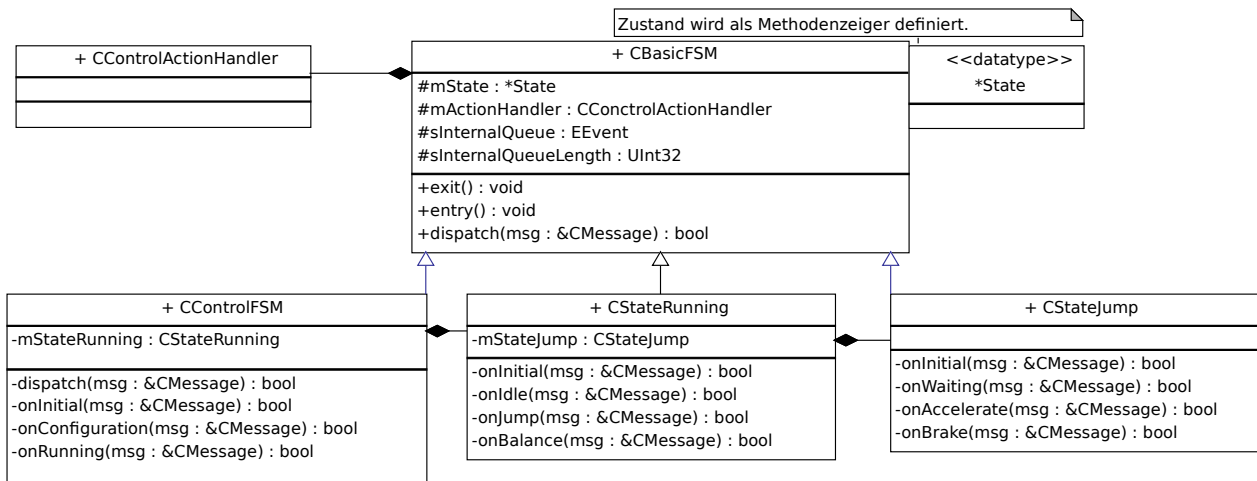 Zustand wird als Methodenzeiger definiert.
+ CControlActionHandler
+ CBasicFSM
#mState : *State
#mActionHandler : CConctrolActionHandler
#sInternalQueue : EEvent
#sInternalQueueLength : UInt32
+exit() : void
+entry() : void
+dispatch(msg : &CMessage) : bool
<<datatype>>
*State
+ CControlFSM
-mStateRunning : CStateRunning
-dispatch(msg : &CMessage) : bool
-onInitial(msg : &CMessage) : bool
-onConfiguration(msg : &CMessage) : bool
-onRunning(msg : &CMessage) : bool
+ CStateRunning
-mStateJump : CStateJump
-onInitial(msg : &CMessage) : bool
-onIdle(msg : &CMessage) : bool
-onJump(msg : &CMessage) : bool
-onBalance(msg : &CMessage) : bool
+ CStateJump
-onInitial(msg : &CMessage) : bool
-onWaiting(msg : &CMessage) : bool
-onAccelerate(msg : &CMessage) : bool
-onBrake(msg : &CMessage) : bool